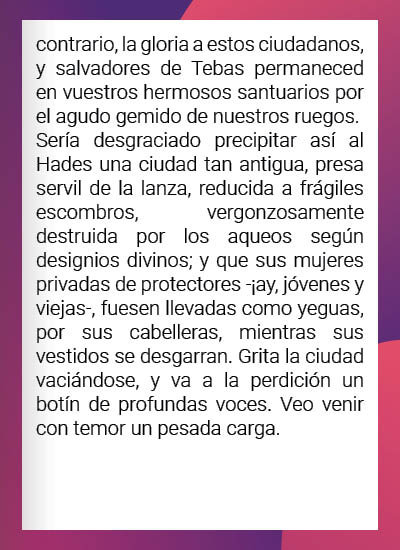 contrario, la gloria a estos ciudadanos,
y salvadores de Tebas permaneced
en vuestros hermosos santuarios por
el agudo gemido de nuestros ruegos.
Sería desgraciado precipitar así al
Hades una ciudad tan antigua, presa
servil de la lanza, reducida a frágiles
escombros, vergonzosamente
destruida por los aqueos según
designios divinos; y que sus mujeres
privadas de protectores -¡ay, jóvenes y
viejas-, fuesen llevadas como yeguas,
por sus cabelleras, mientras sus
vestidos se desgarran. Grita la ciudad
vaciándose, y va a la perdición un
botín de profundas voces. Veo venir
con temor un pesada carga.